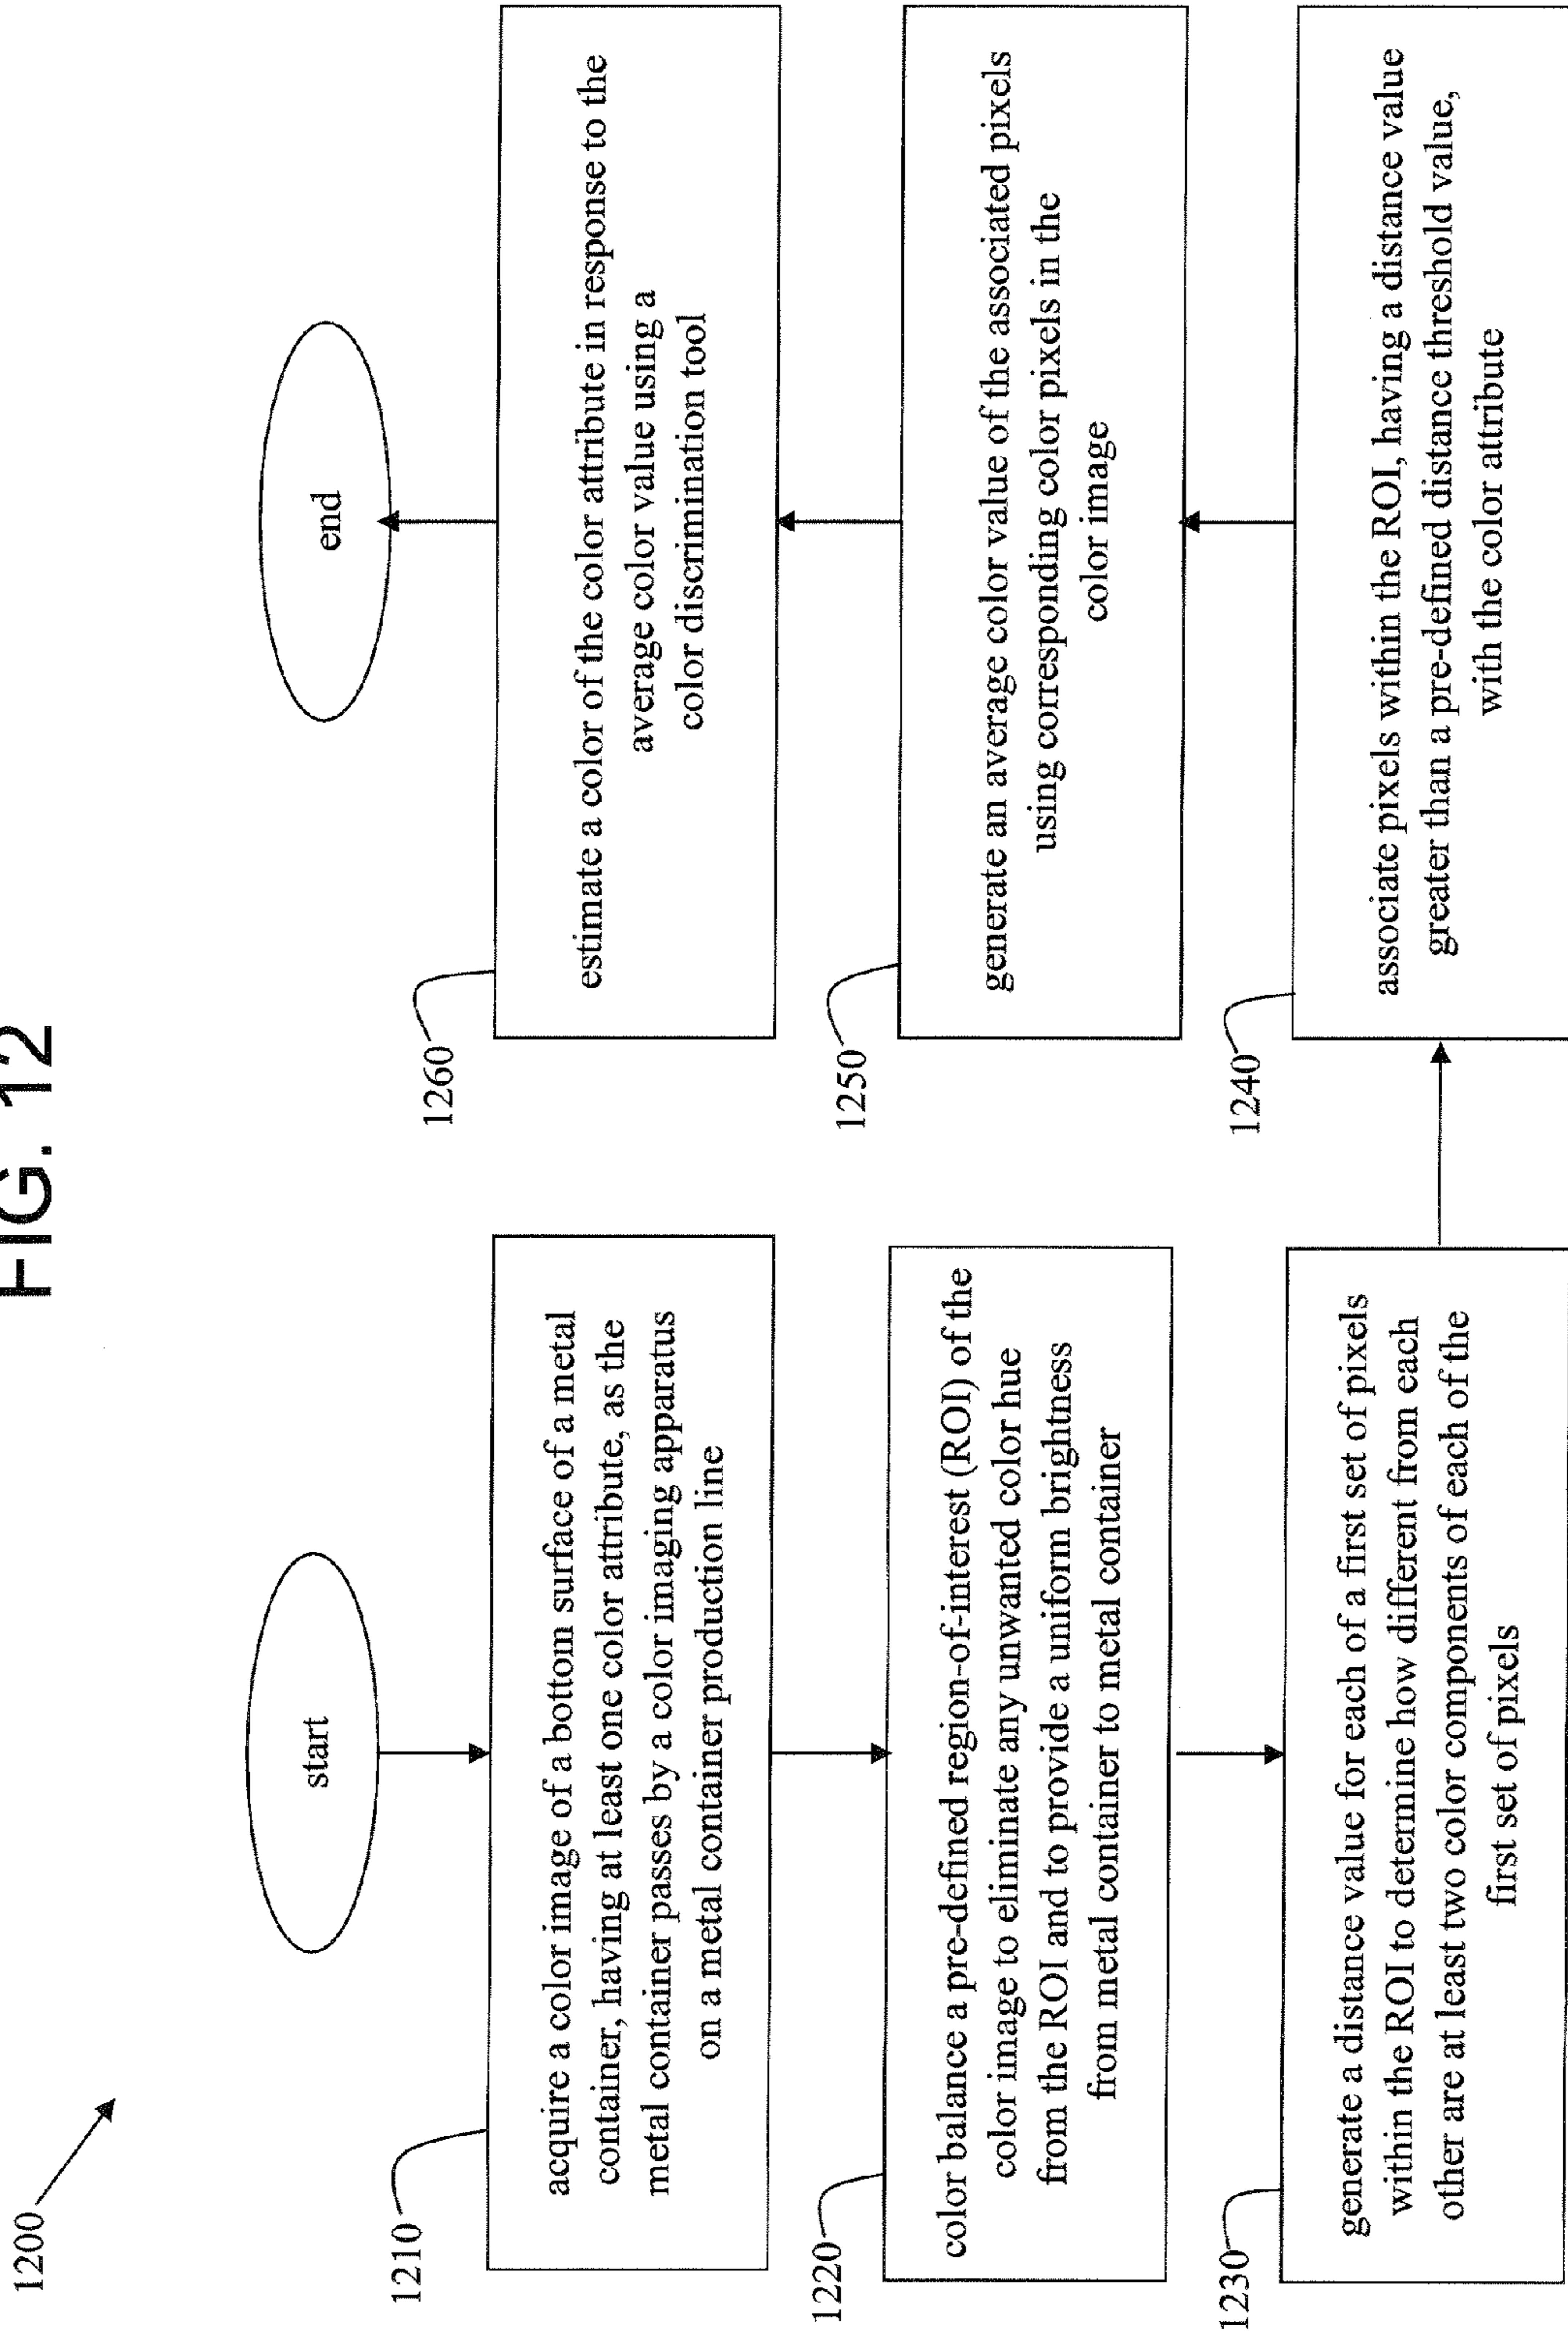 FIG. 12
1200
start
1210
acquire a color image of a bottom surface of a metal
container, having at least one color attribute, as the
metal container passes by a color imaging apparatus
on a metal container production line
1220
color balance a pre-defined region-of-interest (ROI) of the
color image to eliminate any unwanted color hue
from the ROI and to provide a uniform brightness
from metal container to metal container
1230
generate a distance value for each of a first set of pixels
within the ROI to determine how different from each
other are at least two color components of each of the
first set of pixels
1240
associate pixels within the ROI, having a distance value
greater than a pre-defined distance threshold value,
with the color attribute
1250
generate an average color value of the associated pixels
using corresponding color pixels in the
color image
1260
estimate a color of the color attribute in response to the
average color value using a
color discrimination tool
end